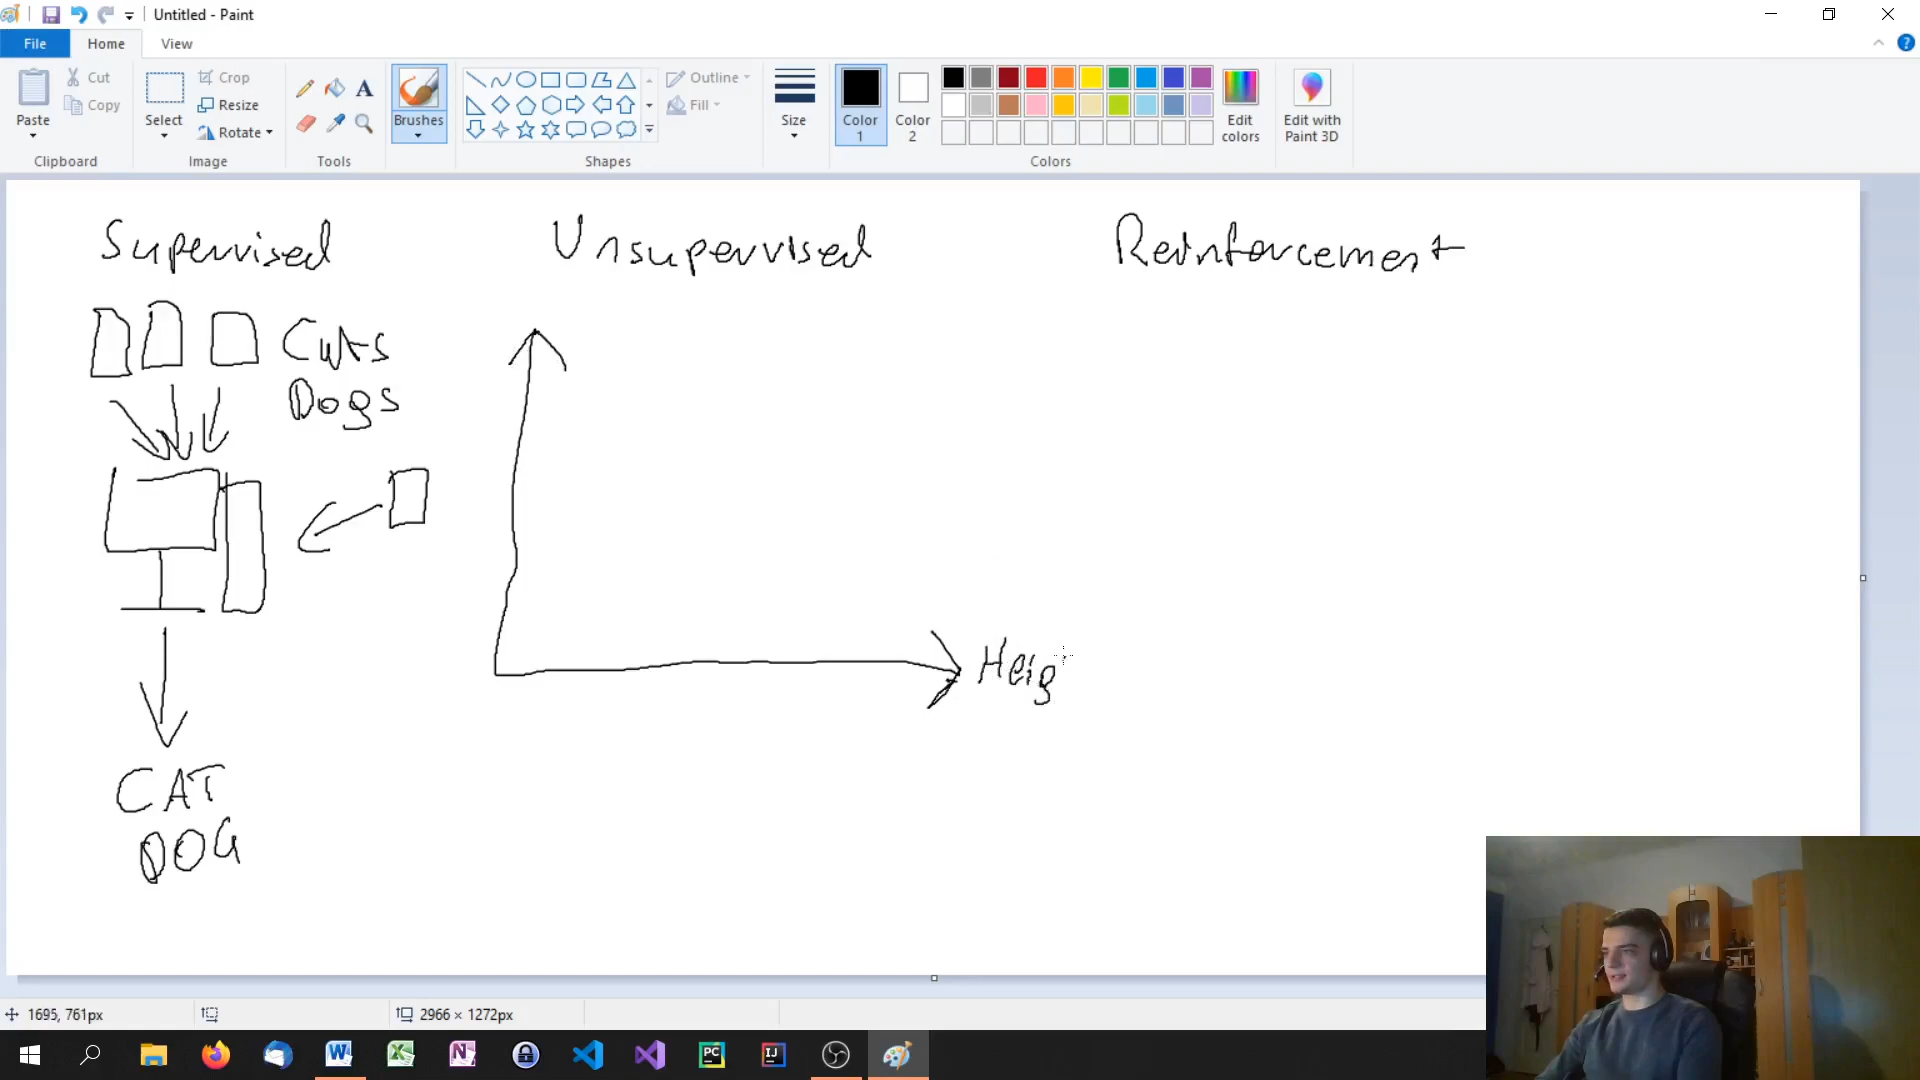 Untitled - Paint
File Home View
Paste
Cut
Copy
Clipboard
Select
Crop
Resize
Rotate
Image
Tools
Brushes
Shapes
Outline
Fill
Size
Color 1
Color 2
Colors
Edit colors
Edit with Paint 3D
Supervised Unsupervised Reinforcement
Cats
Dogs
Heig
CAT
DOG
1695, 761px
2966 × 1272px